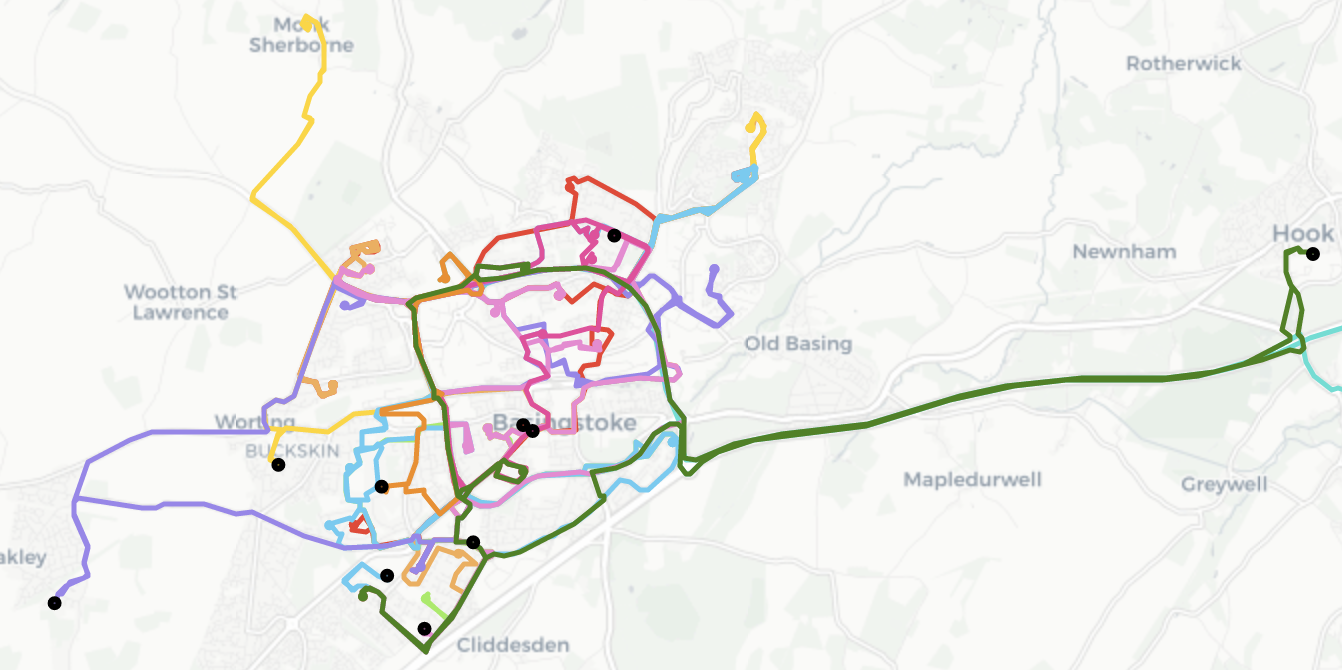 Monk
Sherborne
Rotherwick
Hook
Newnham
Wootton St
Lawrence
Old Basing
Worting
Basingstoke
BUCKSKIN
Mapledurwell
Greywell
akley
Cliddesden